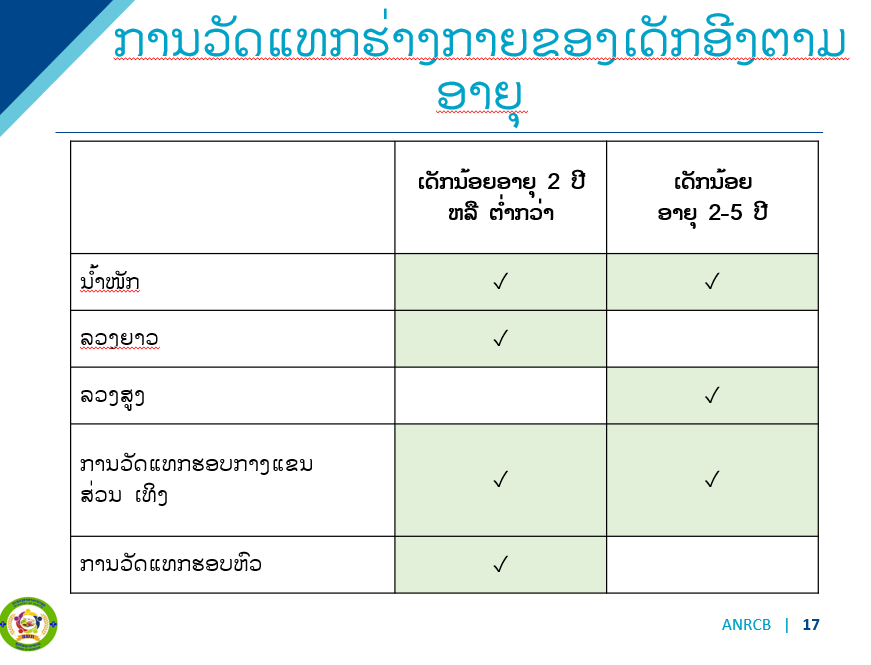 ການວັດແທກຮ່າງກາຍຂອງເດັກອີງຕາມ
ອາຍຸ
ເດັກນ້ອຍອາຍຸ 2 ປີ
ຫລື ຕ່ຳກວ່າ
ເດັກນ້ອຍ
ອາຍຸ 2-5 ປີ
ນ້ຳໜັກ ✓ ✓
ລວງຍາວ ✓
ລວງສູງ ✓
ການວັດແທກຮອບກາງແຂນ
ສ່ວນ ເທິງ ✓ ✓
ການວັດແທກຮອບຫົວ ✓
ANRCB | 17